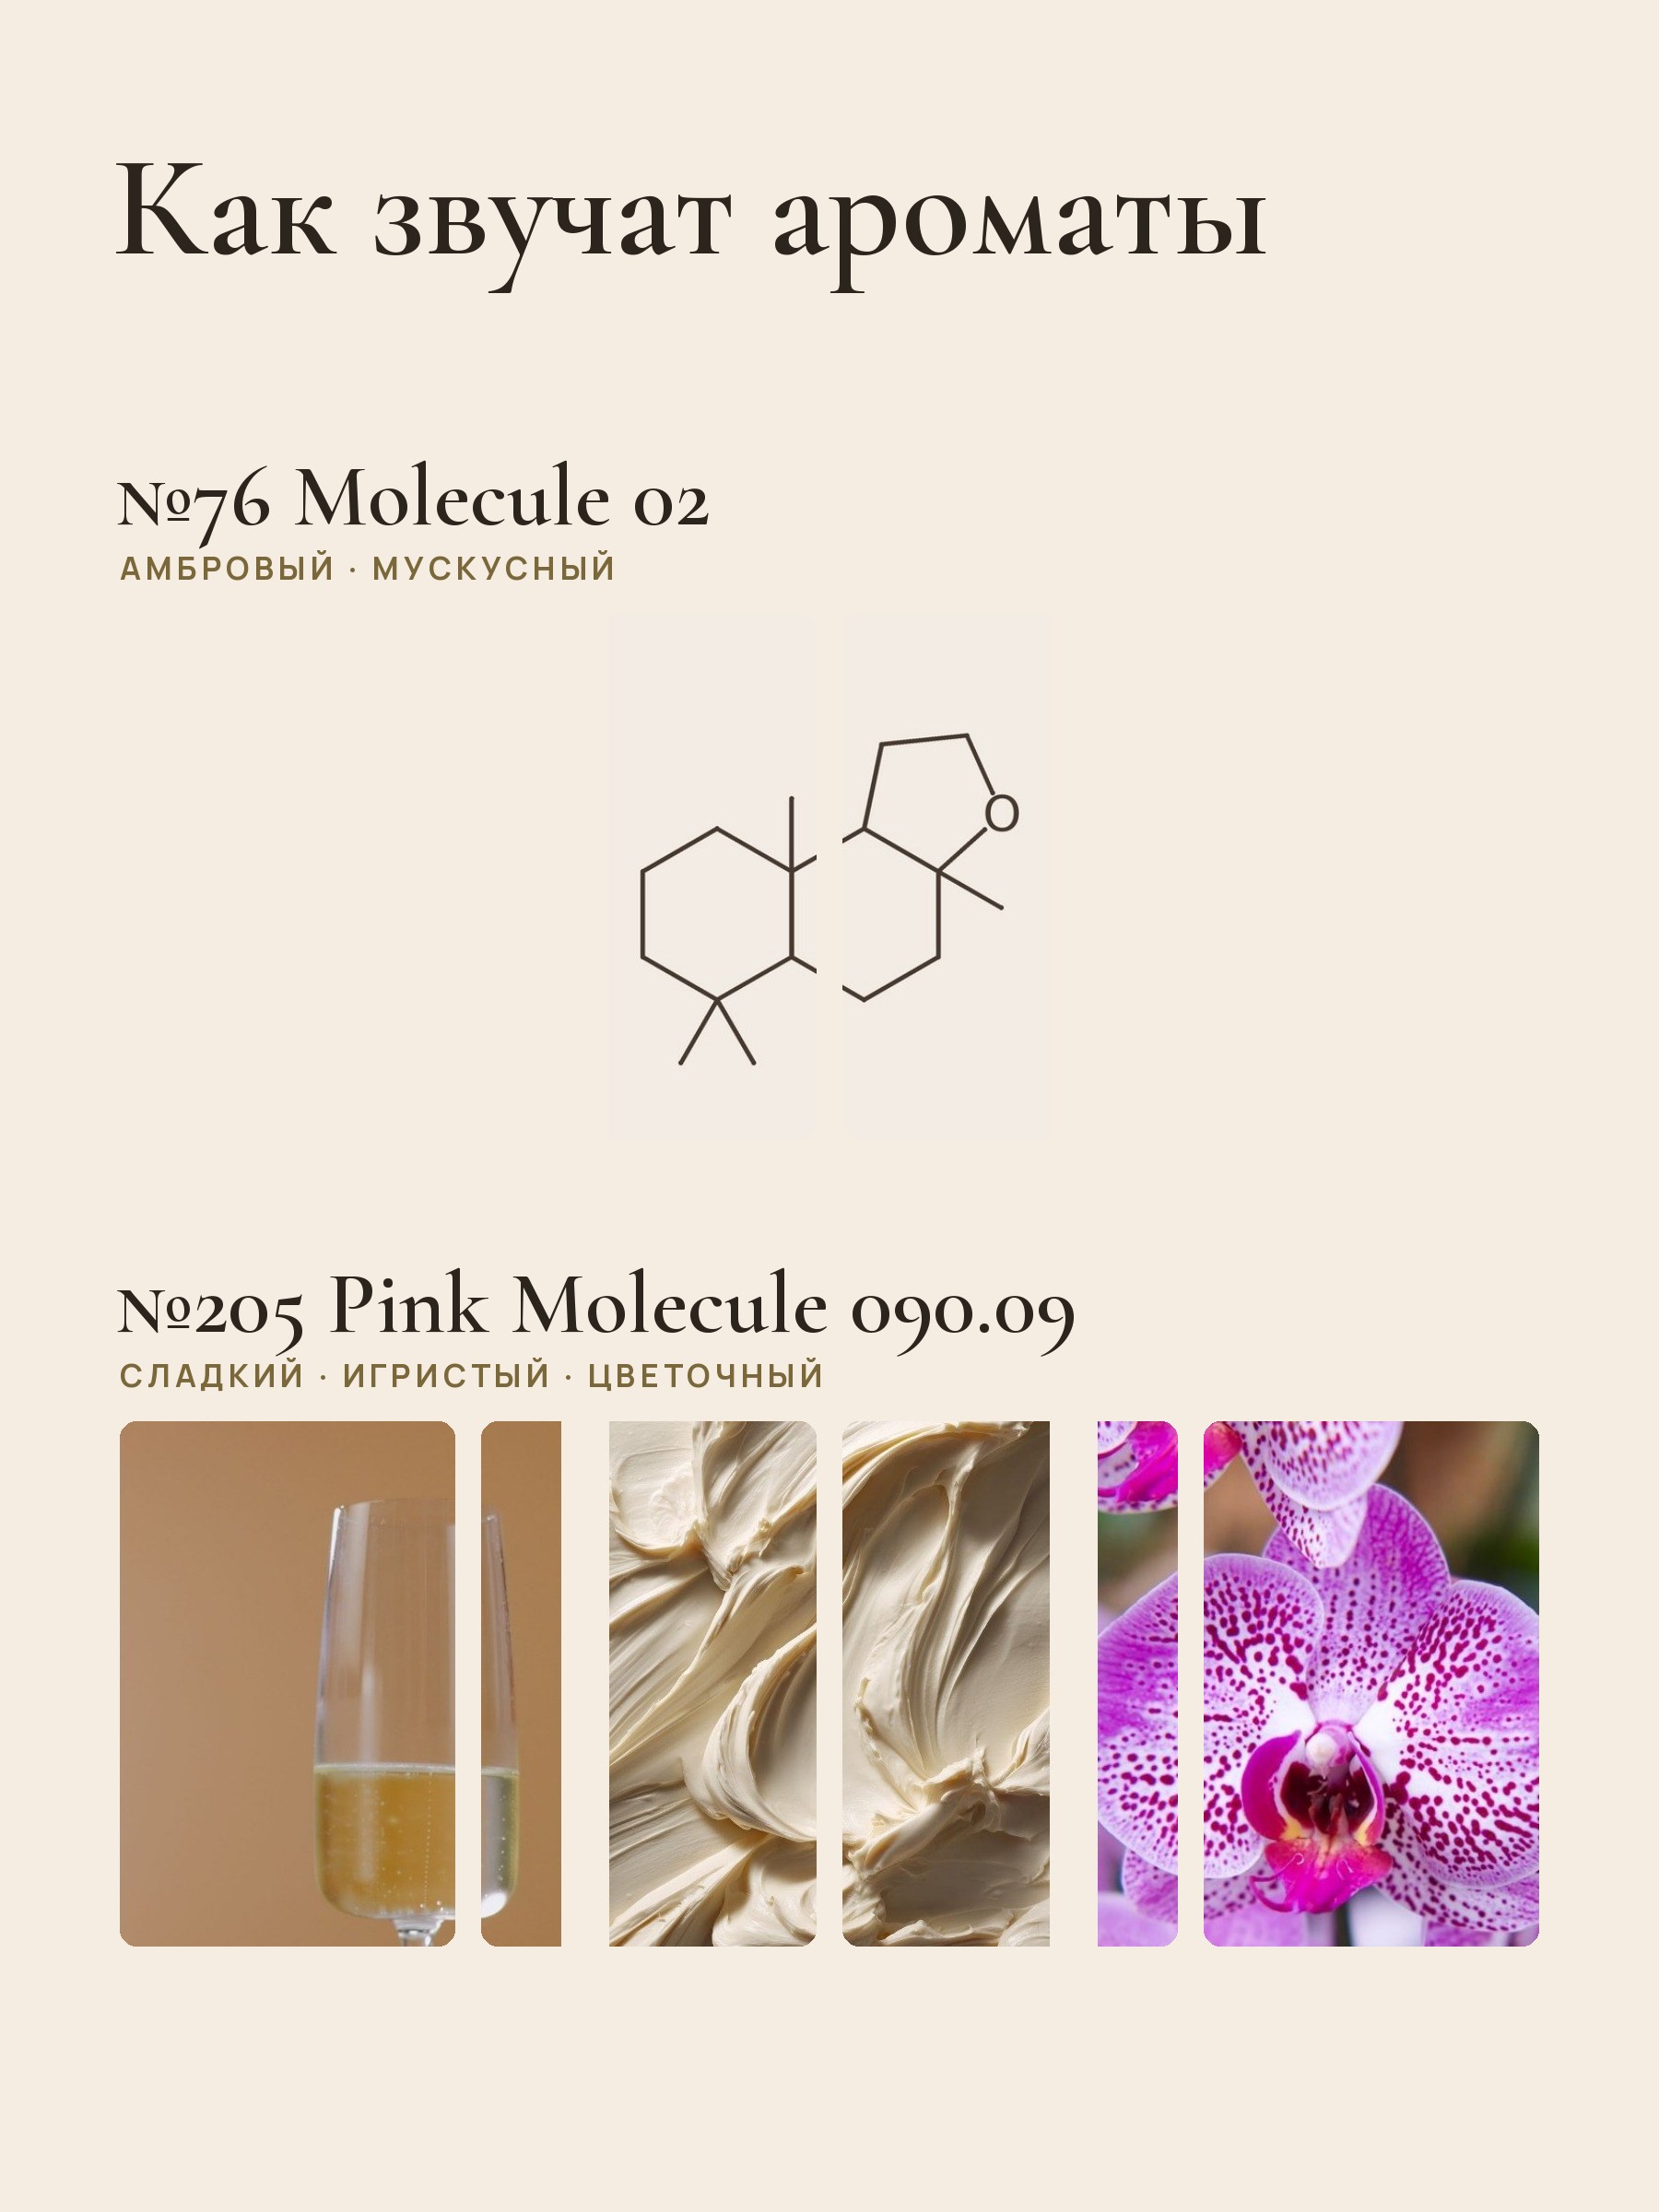 Как звучат ароматы
№76 Molecule 02
АМБРОВЫЙ · МУСКУСНЫЙ
O
№205 Pink Molecule 090.09
СЛАДКИЙ · ИГРИСТЫЙ · ЦВЕТОЧНЫЙ